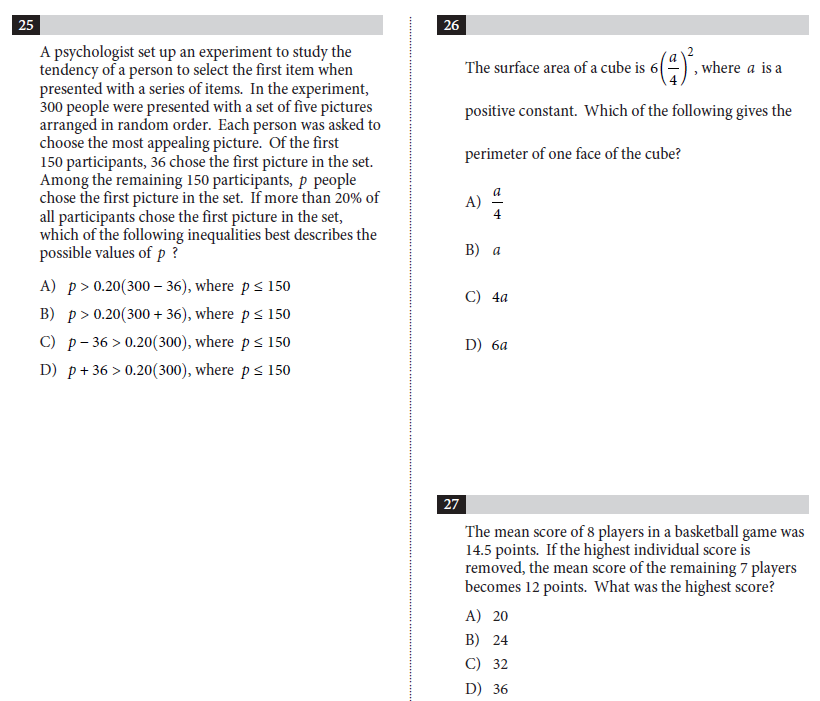 25
A psychologist set up an experiment to study the
tendency of a person to select the first item when
presented with a series of items. In the experiment,
300 people were presented with a set of five pictures
arranged in random order. Each person was asked to
choose the most appealing picture. Of the first
150 participants, 36 chose the first picture in the set.
Among the remaining 150 participants, p people
chose the first picture in the set. If more than 20% of
all participants chose the first picture in the set,
which of the following inequalities best describes the
possible values of p ?
A) p > 0.20(300 − 36), where p ≤ 150
B) p > 0.20(300 + 36), where p ≤ 150
C) p − 36 > 0.20(300), where p ≤ 150
D) p + 36 > 0.20(300), where p ≤ 150
26
The surface area of a cube is 6(a/4)², where a is a
positive constant. Which of the following gives the
perimeter of one face of the cube?
A) a/4
B) a
C) 4a
D) 6a
27
The mean score of 8 players in a basketball game was
14.5 points. If the highest individual score is
removed, the mean score of the remaining 7 players
becomes 12 points. What was the highest score?
A) 20
B) 24
C) 32
D) 36